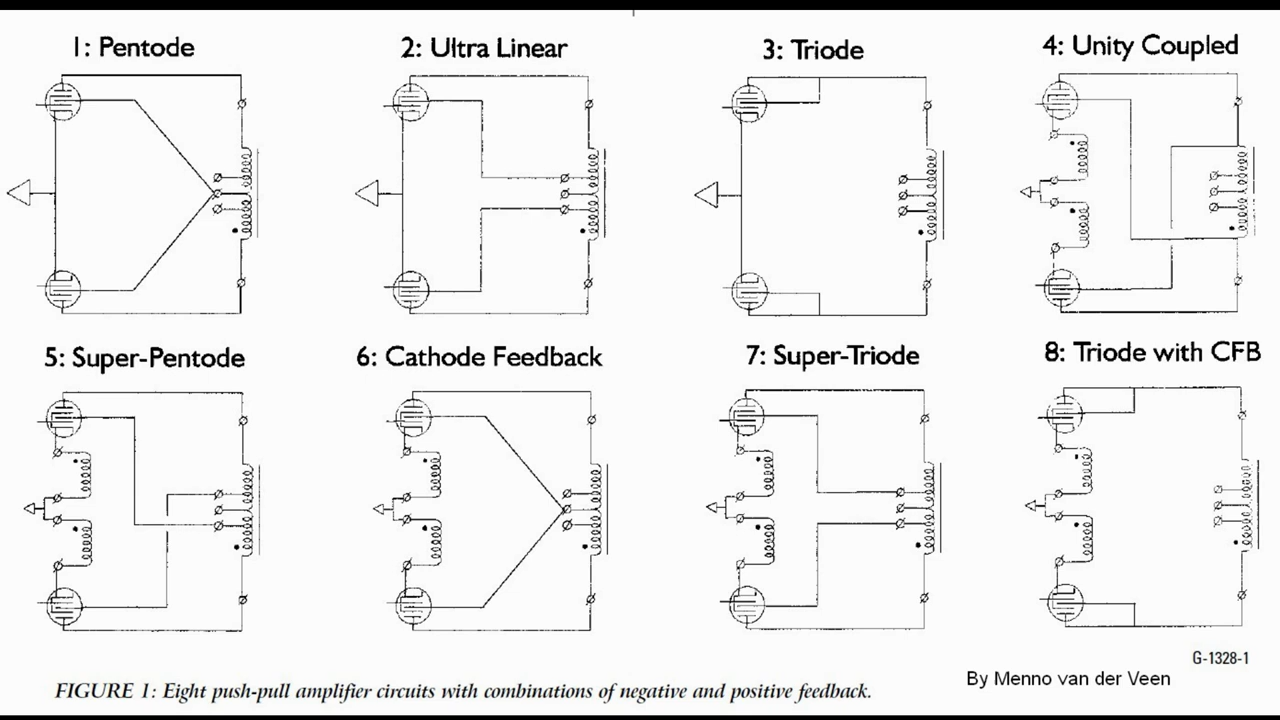 1: Pentode
2: Ultra Linear
3: Triode
4: Unity Coupled
5: Super-Pentode
6: Cathode Feedback
7: Super-Triode
8: Triode with CFB
G-1328-1
FIGURE 1: Eight push-pull amplifier circuits with combinations of negative and positive feedback.
By Menno van der Veen